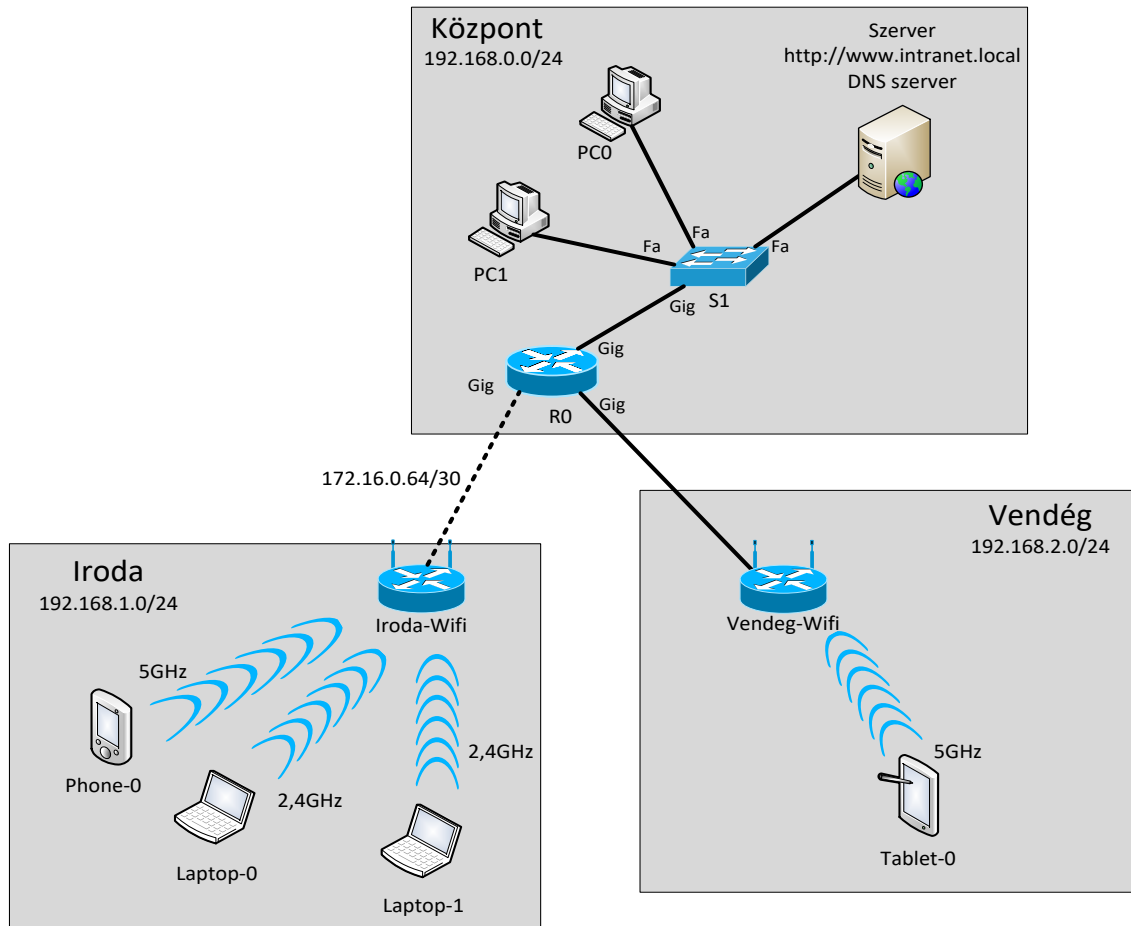 Központ
192.168.0.0/24
Szerver
http://www.intranet.local
DNS szerver
PC0
PC1
Fa
Fa
Fa
S1
Gig
Gig
Gig
Gig
R0
172.16.0.64/30
Iroda
192.168.1.0/24
Iroda-Wifi
5GHz
2,4GHz
2,4GHz
Phone-0
Laptop-0
Laptop-1
Vendég
192.168.2.0/24
Vendeg-Wifi
5GHz
Tablet-0